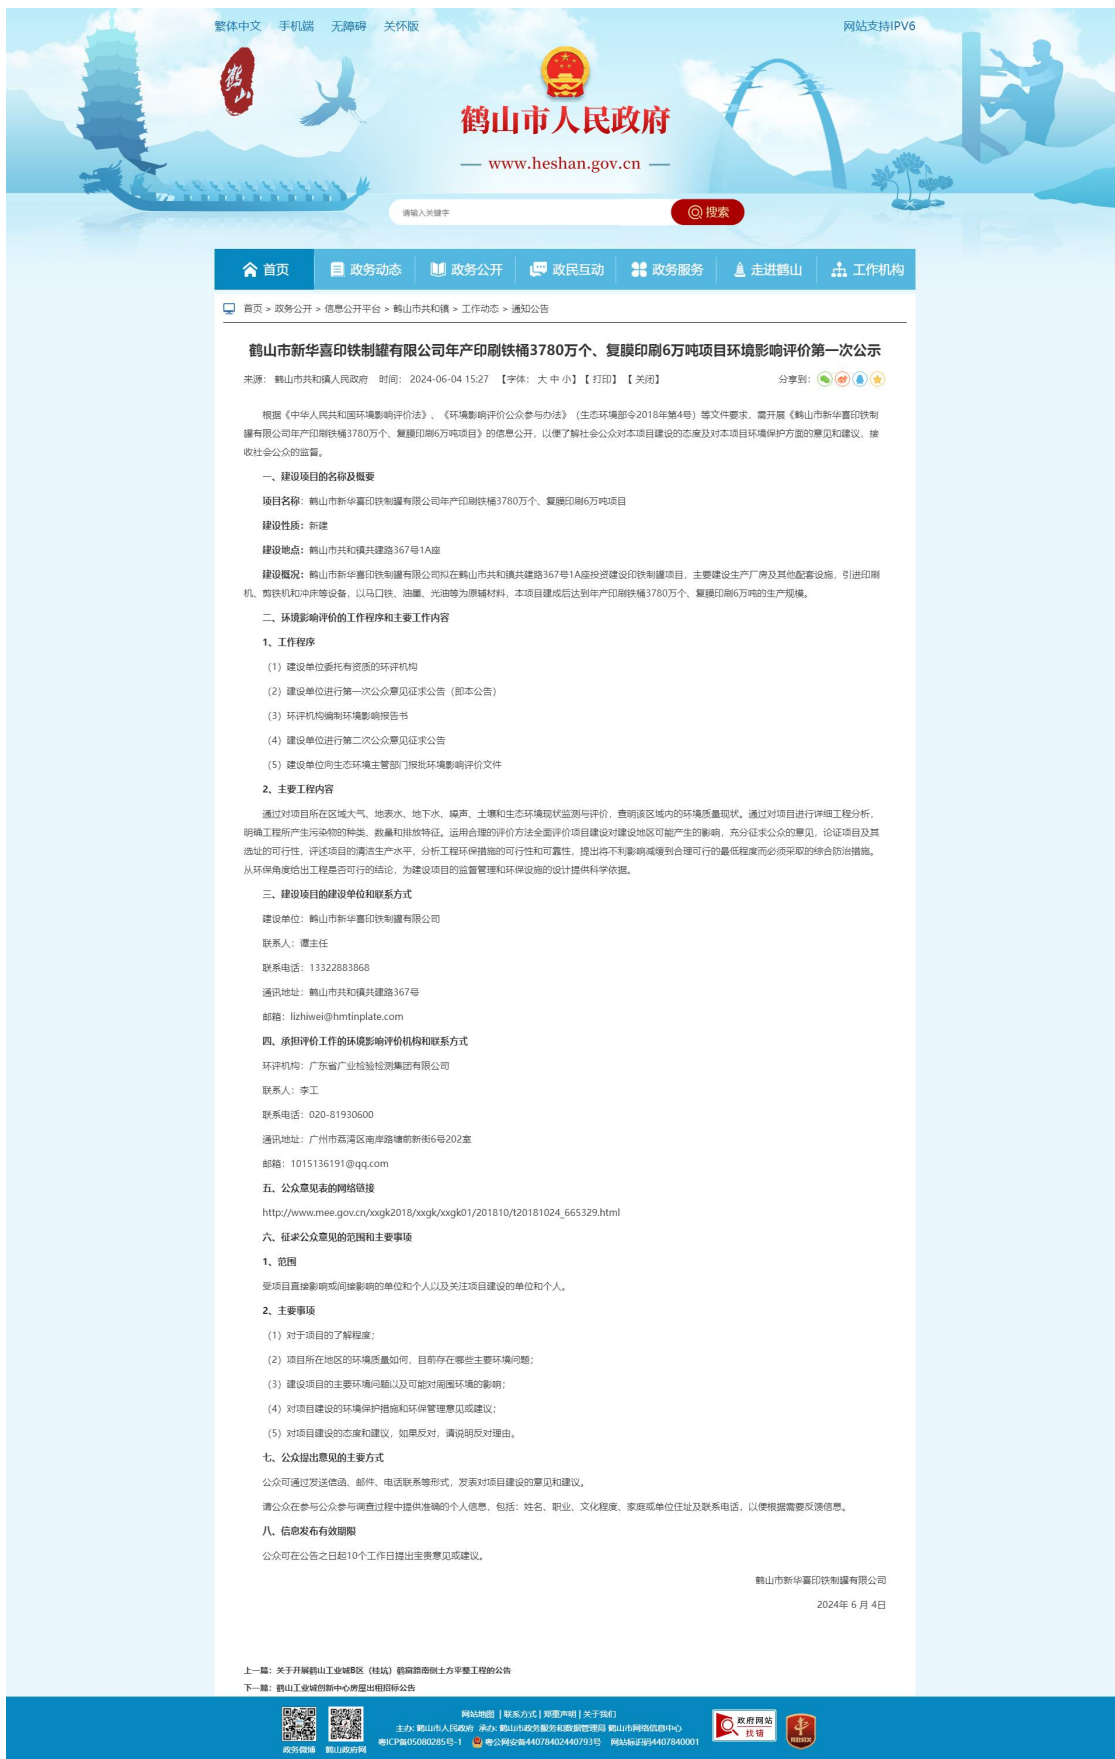 繁体中文 手机端 无障碍 关怀版 网站支持IPV6
鹤山
鹤山市人民政府
www.heshan.gov.cn
请输入关键字 搜索
首页 政务动态 政务公开 政民互动 政务服务 走进鹤山 工作机构
首页 > 政务公开 > 信息公开平台 > 鹤山市共和镇 > 工作动态 > 通知公告
鹤山市新华喜印铁制罐有限公司年产印刷铁桶3780万个、复膜印刷6万吨项目环境影响评价第一次公示
来源: 鹤山市共和镇人民政府 时间: 2024-06-04 15:27 【字体: 大 中 小】【 打印】 【 关闭】 分享到:
根据《中华人民共和国环境影响评价法》、《环境影响评价公众参与办法》（生态环境部令2018年第4号）等文件要求，需开展《鹤山市新华喜印铁制
罐有限公司年产印刷铁桶3780万个、复膜印刷6万吨项目》的信息公开，以便了解社会公众对本项目建设的态度及对本项目环境保护方面的意见和建议，接
收社会公众的监督。
一、建设项目的名称及概要
项目名称：鹤山市新华喜印铁制罐有限公司年产印刷铁桶3780万个、复膜印刷6万吨项目
建设性质：新建
建设地点：鹤山市共和镇共建路367号1A座
建设概况：鹤山市新华喜印铁制罐有限公司拟在鹤山市共和镇共建路367号1A座投资建设印铁制罐项目，主要建设生产厂房及其他配套设施，引进印刷
机、剪铁机和冲床等设备，以马口铁、油墨、光油等为原辅材料，本项目建成后达到年产印刷铁桶3780万个、复膜印刷6万吨的生产规模。
二、环境影响评价的工作程序和主要工作内容
1、工作程序
（1）建设单位委托有资质的环评机构
（2）建设单位进行第一次公众意见征求公告（即本公告）
（3）环评机构编制环境影响报告书
（4）建设单位进行第二次公众意见征求公告
（5）建设单位向生态环境主管部门报批环境影响评价文件
2、主要工程内容
通过对项目所在区域大气、地表水、地下水、噪声、土壤和生态环境现状监测与评价，查明该区域内的环境质量现状。通过对项目进行详细工程分析，
明确工程所产生污染物的种类、数量和排放特征。运用合理的评价方法全面评价项目建设对建设地区可能产生的影响，充分征求公众的意见，论证项目及其
选址的可行性，评述项目的清洁生产水平，分析工程环保措施的可行性和可靠性，提出将不利影响减缓到合理可行的最低程度而必须采取的综合防治措施。
从环保角度给出工程是否可行的结论，为建设项目的监督管理和环保设施的设计提供科学依据。
三、建设项目的建设单位和联系方式
建设单位：鹤山市新华喜印铁制罐有限公司
联系人：谭主任
联系电话：13322883868
通讯地址：鹤山市共和镇共建路367号
邮箱：lizhiwei@hmtinplate.com
四、承担评价工作的环境影响评价机构和联系方式
环评机构：广东省广业检验检测集团有限公司
联系人：李工
联系电话：020-81930600
通讯地址：广州市荔湾区南岸路塘前新街6号202室
邮箱：1015136191@qq.com
五、公众意见表的网络链接
http://www.mee.gov.cn/xxgk2018/xxgk/xxgk01/201810/t20181024_665329.html
六、征求公众意见的范围和主要事项
1、范围
受项目直接影响或间接影响的单位和个人以及关注项目建设的单位和个人。
2、主要事项
（1）对于项目的了解程度；
（2）项目所在地区的环境质量如何，目前存在哪些主要环境问题；
（3）建设项目的主要环境问题以及可能对周围环境的影响；
（4）对项目建设的环境保护措施和环保管理意见或建议；
（5）对项目建设的态度和建议，如果反对，请说明反对理由。
七、公众提出意见的主要方式
公众可通过发送信函、邮件、电话联系等形式，发表对项目建设的意见和建议。
请公众在参与公众参与调查过程中提供准确的个人信息，包括：姓名、职业、文化程度、家庭或单位住址及联系电话，以便根据需要反馈信息。
八、信息发布有效期限
公众可在公告之日起10个工作日提出宝贵意见或建议。
鹤山市新华喜印铁制罐有限公司
2024年 6 月 4日
上一篇：关于开展鹤山工业城B区（桂坑）鹤富路南侧土方平整工程的公告
下一篇：鹤山工业城创新中心房屋出租招标公告
网站地图 | 联系方式 | 郑重声明 | 关于我们
主办: 鹤山市人民政府 承办: 鹤山市政务服务和数据管理局 鹤山市网络信息中心
粤ICP备05080285号-1 粤公网安备44078402440793号 网站标识码4407840001
政务微博 鹤山政府网
政府网站 找错
党政机关